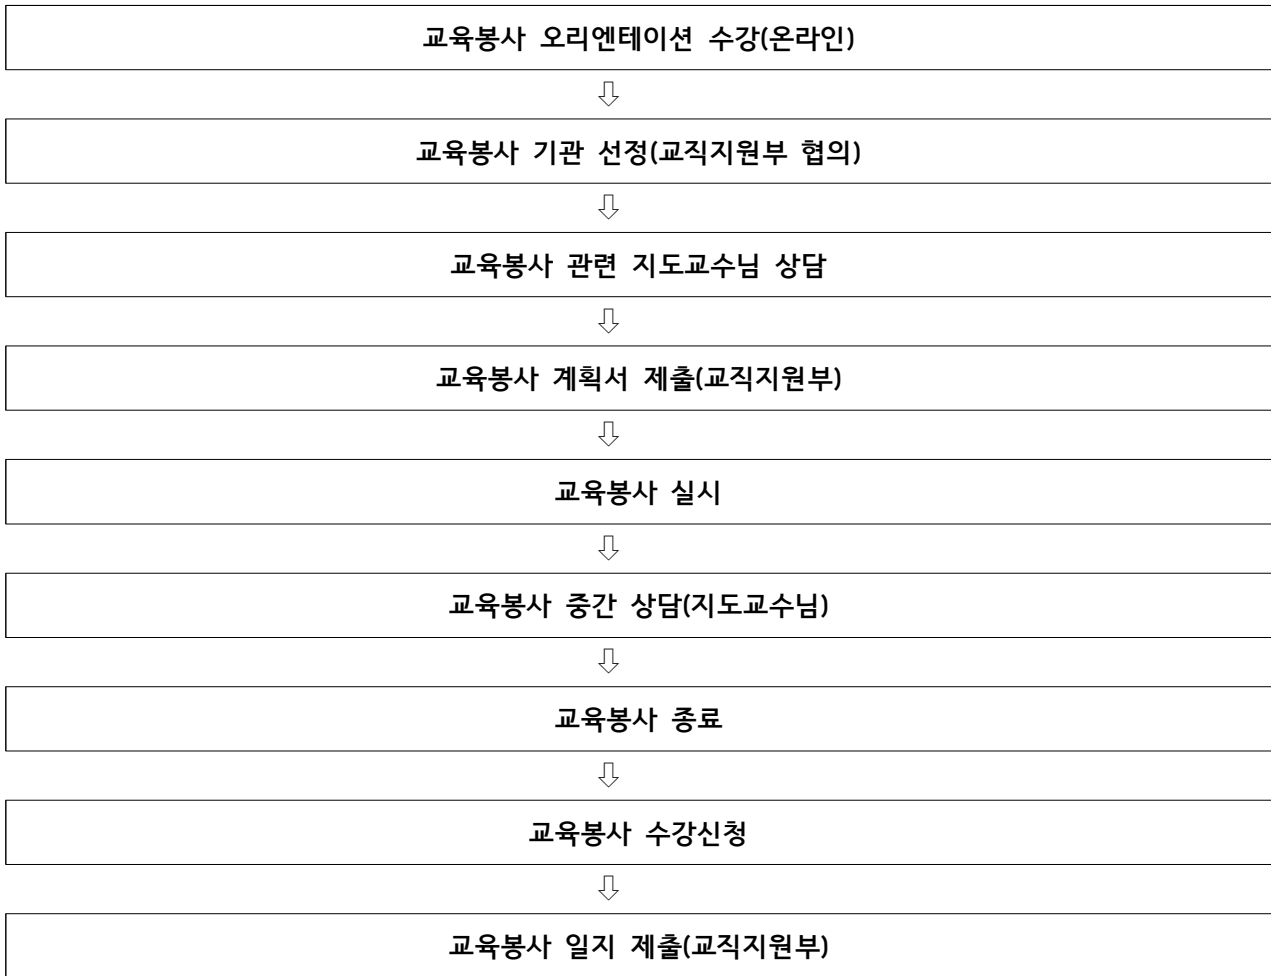 교육봉사 오리엔테이션 수강(온라인)
⇩
교육봉사 기관 선정(교직지원부 협의)
⇩
교육봉사 관련 지도교수님 상담
⇩
교육봉사 계획서 제출(교직지원부)
⇩
교육봉사 실시
⇩
교육봉사 중간 상담(지도교수님)
⇩
교육봉사 종료
⇩
교육봉사 수강신청
⇩
교육봉사 일지 제출(교직지원부)